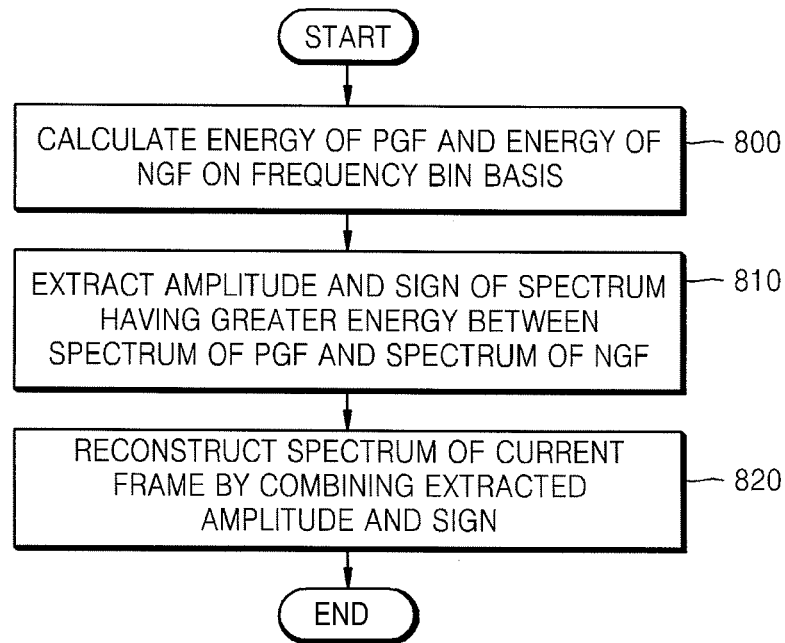 START
CALCULATE ENERGY OF PGF AND ENERGY OF
NGF ON FREQUENCY BIN BASIS
800
EXTRACT AMPLITUDE AND SIGN OF SPECTRUM
HAVING GREATER ENERGY BETWEEN
SPECTRUM OF PGF AND SPECTRUM OF NGF
810
RECONSTRUCT SPECTRUM OF CURRENT
FRAME BY COMBINING EXTRACTED
AMPLITUDE AND SIGN
820
END